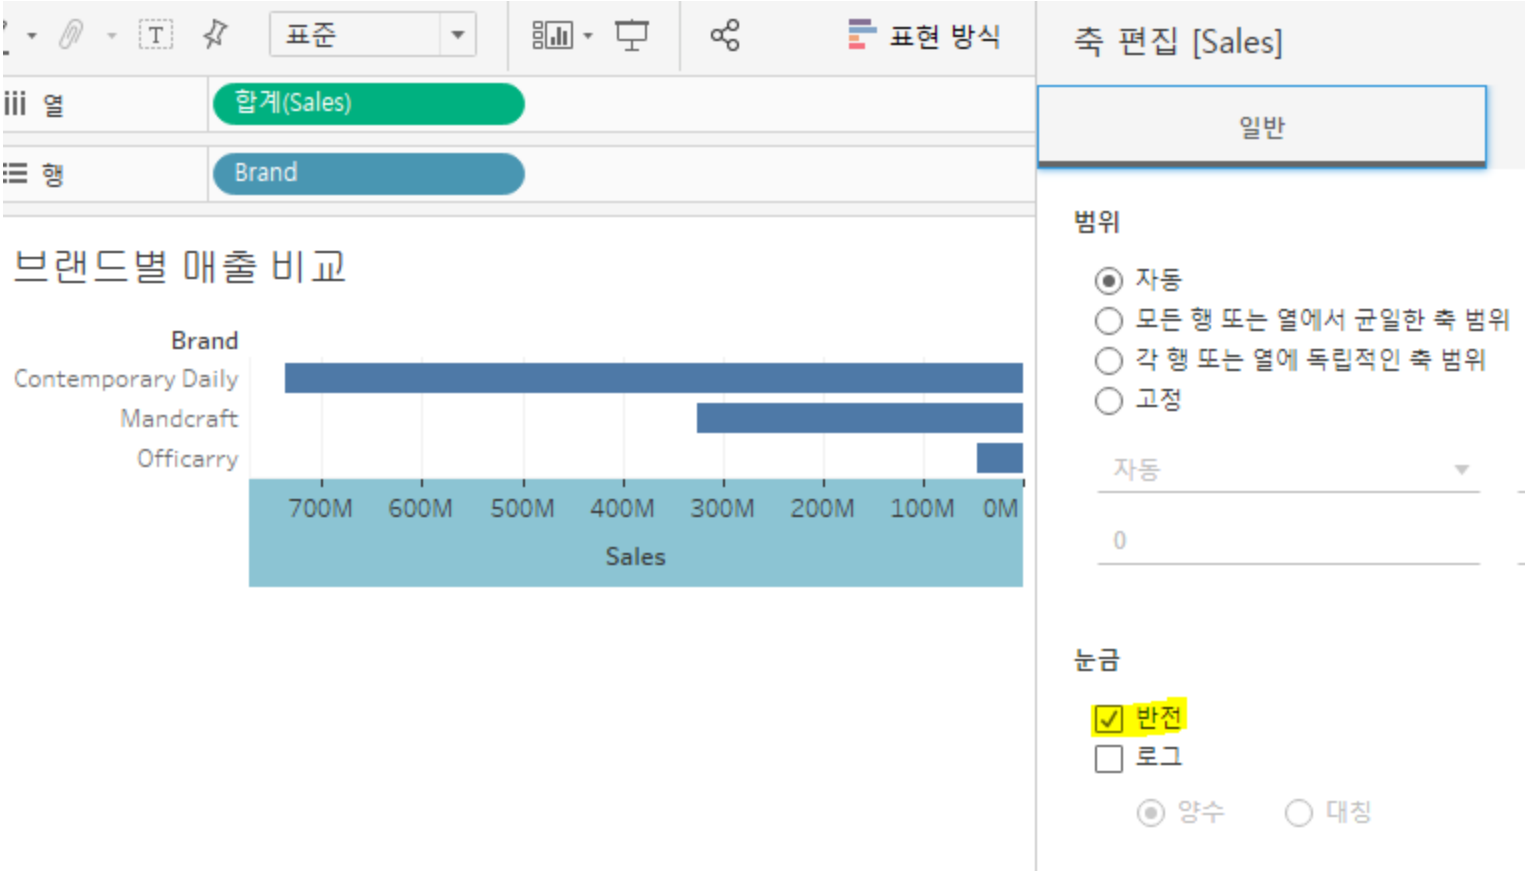 T 표준 표현 방식
iii 열 합계(Sales)
행 Brand
브랜드별 매출 비교
Brand
Contemporary Daily
Mandcraft
Officarry
700M 600M 500M 400M 300M 200M 100M 0M
Sales
축 편집 [Sales]
일반
범위
자동
모든 행 또는 열에서 균일한 축 범위
각 행 또는 열에 독립적인 축 범위
고정
자동
0
눈금
반전
로그
양수 대칭